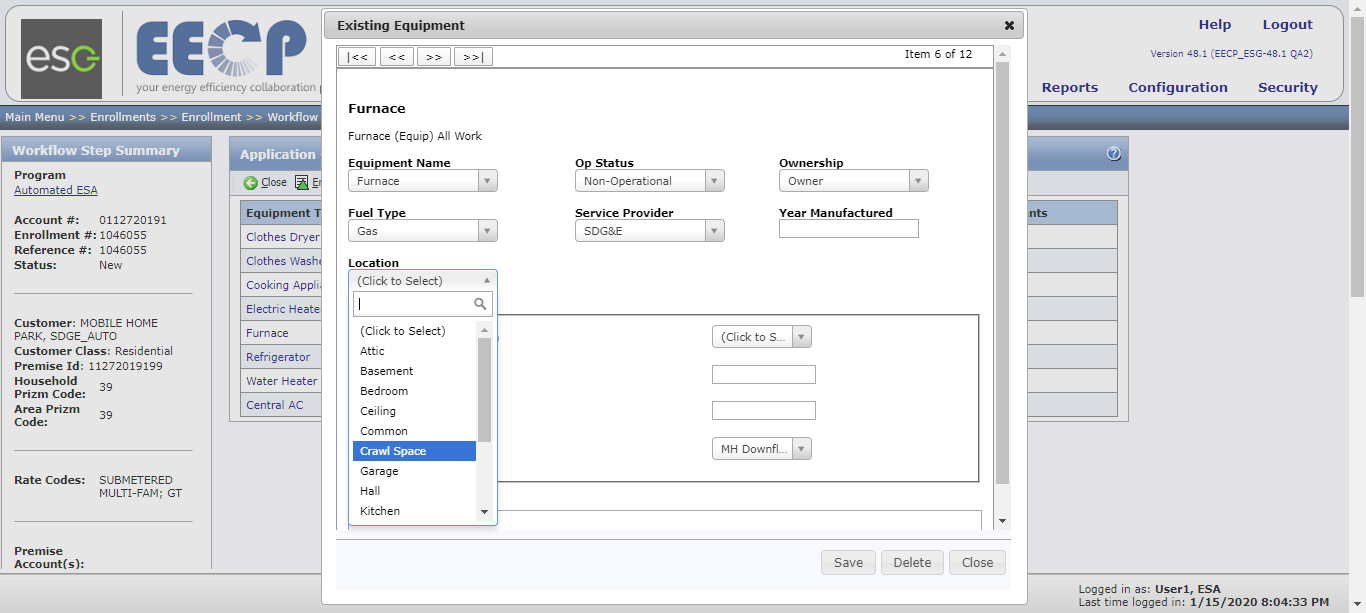 esg
EECP
your energy efficiency collaboration
Help
Logout
Version 48.1 (EECP_ESG-48.1 QA2)
Reports
Configuration
Security
Main Menu >> Enrollments >> Enrollment >> Workflow
Workflow Step Summary
Program
Automated ESA
Account #: 0112720191
Enrollment #: 1046055
Reference #: 1046055
Status: New
Customer: MOBILE HOME
PARK, SDGE_AUTO
Customer Class: Residential
Premise Id: 11272019199
Household
Prizm Code: 39
Area Prizm
Code: 39
Rate Codes: SUBMETERED
MULTI-FAM; GT
Premise
Account(s):
Application
Close
Equipment T
Clothes Dryer
Clothes Washe
Cooking Applia
Electric Heate
Furnace
Refrigerator
Water Heater
Central AC
nts
Existing Equipment
|<<
<<
>>
>>|
Item 6 of 12
Furnace
Furnace (Equip) All Work
Equipment Name
Op Status
Ownership
Furnace
Non-Operational
Owner
Fuel Type
Service Provider
Year Manufactured
Gas
SDG&E
Location
(Click to Select)
(Click to Select)
Attic
Basement
Bedroom
Ceiling
Common
Crawl Space
Garage
Hall
Kitchen
(Click to S...
MH Downfl...
Save
Delete
Close
Logged in as: User1, ESA
Last time logged in: 1/15/2020 8:04:33 PM